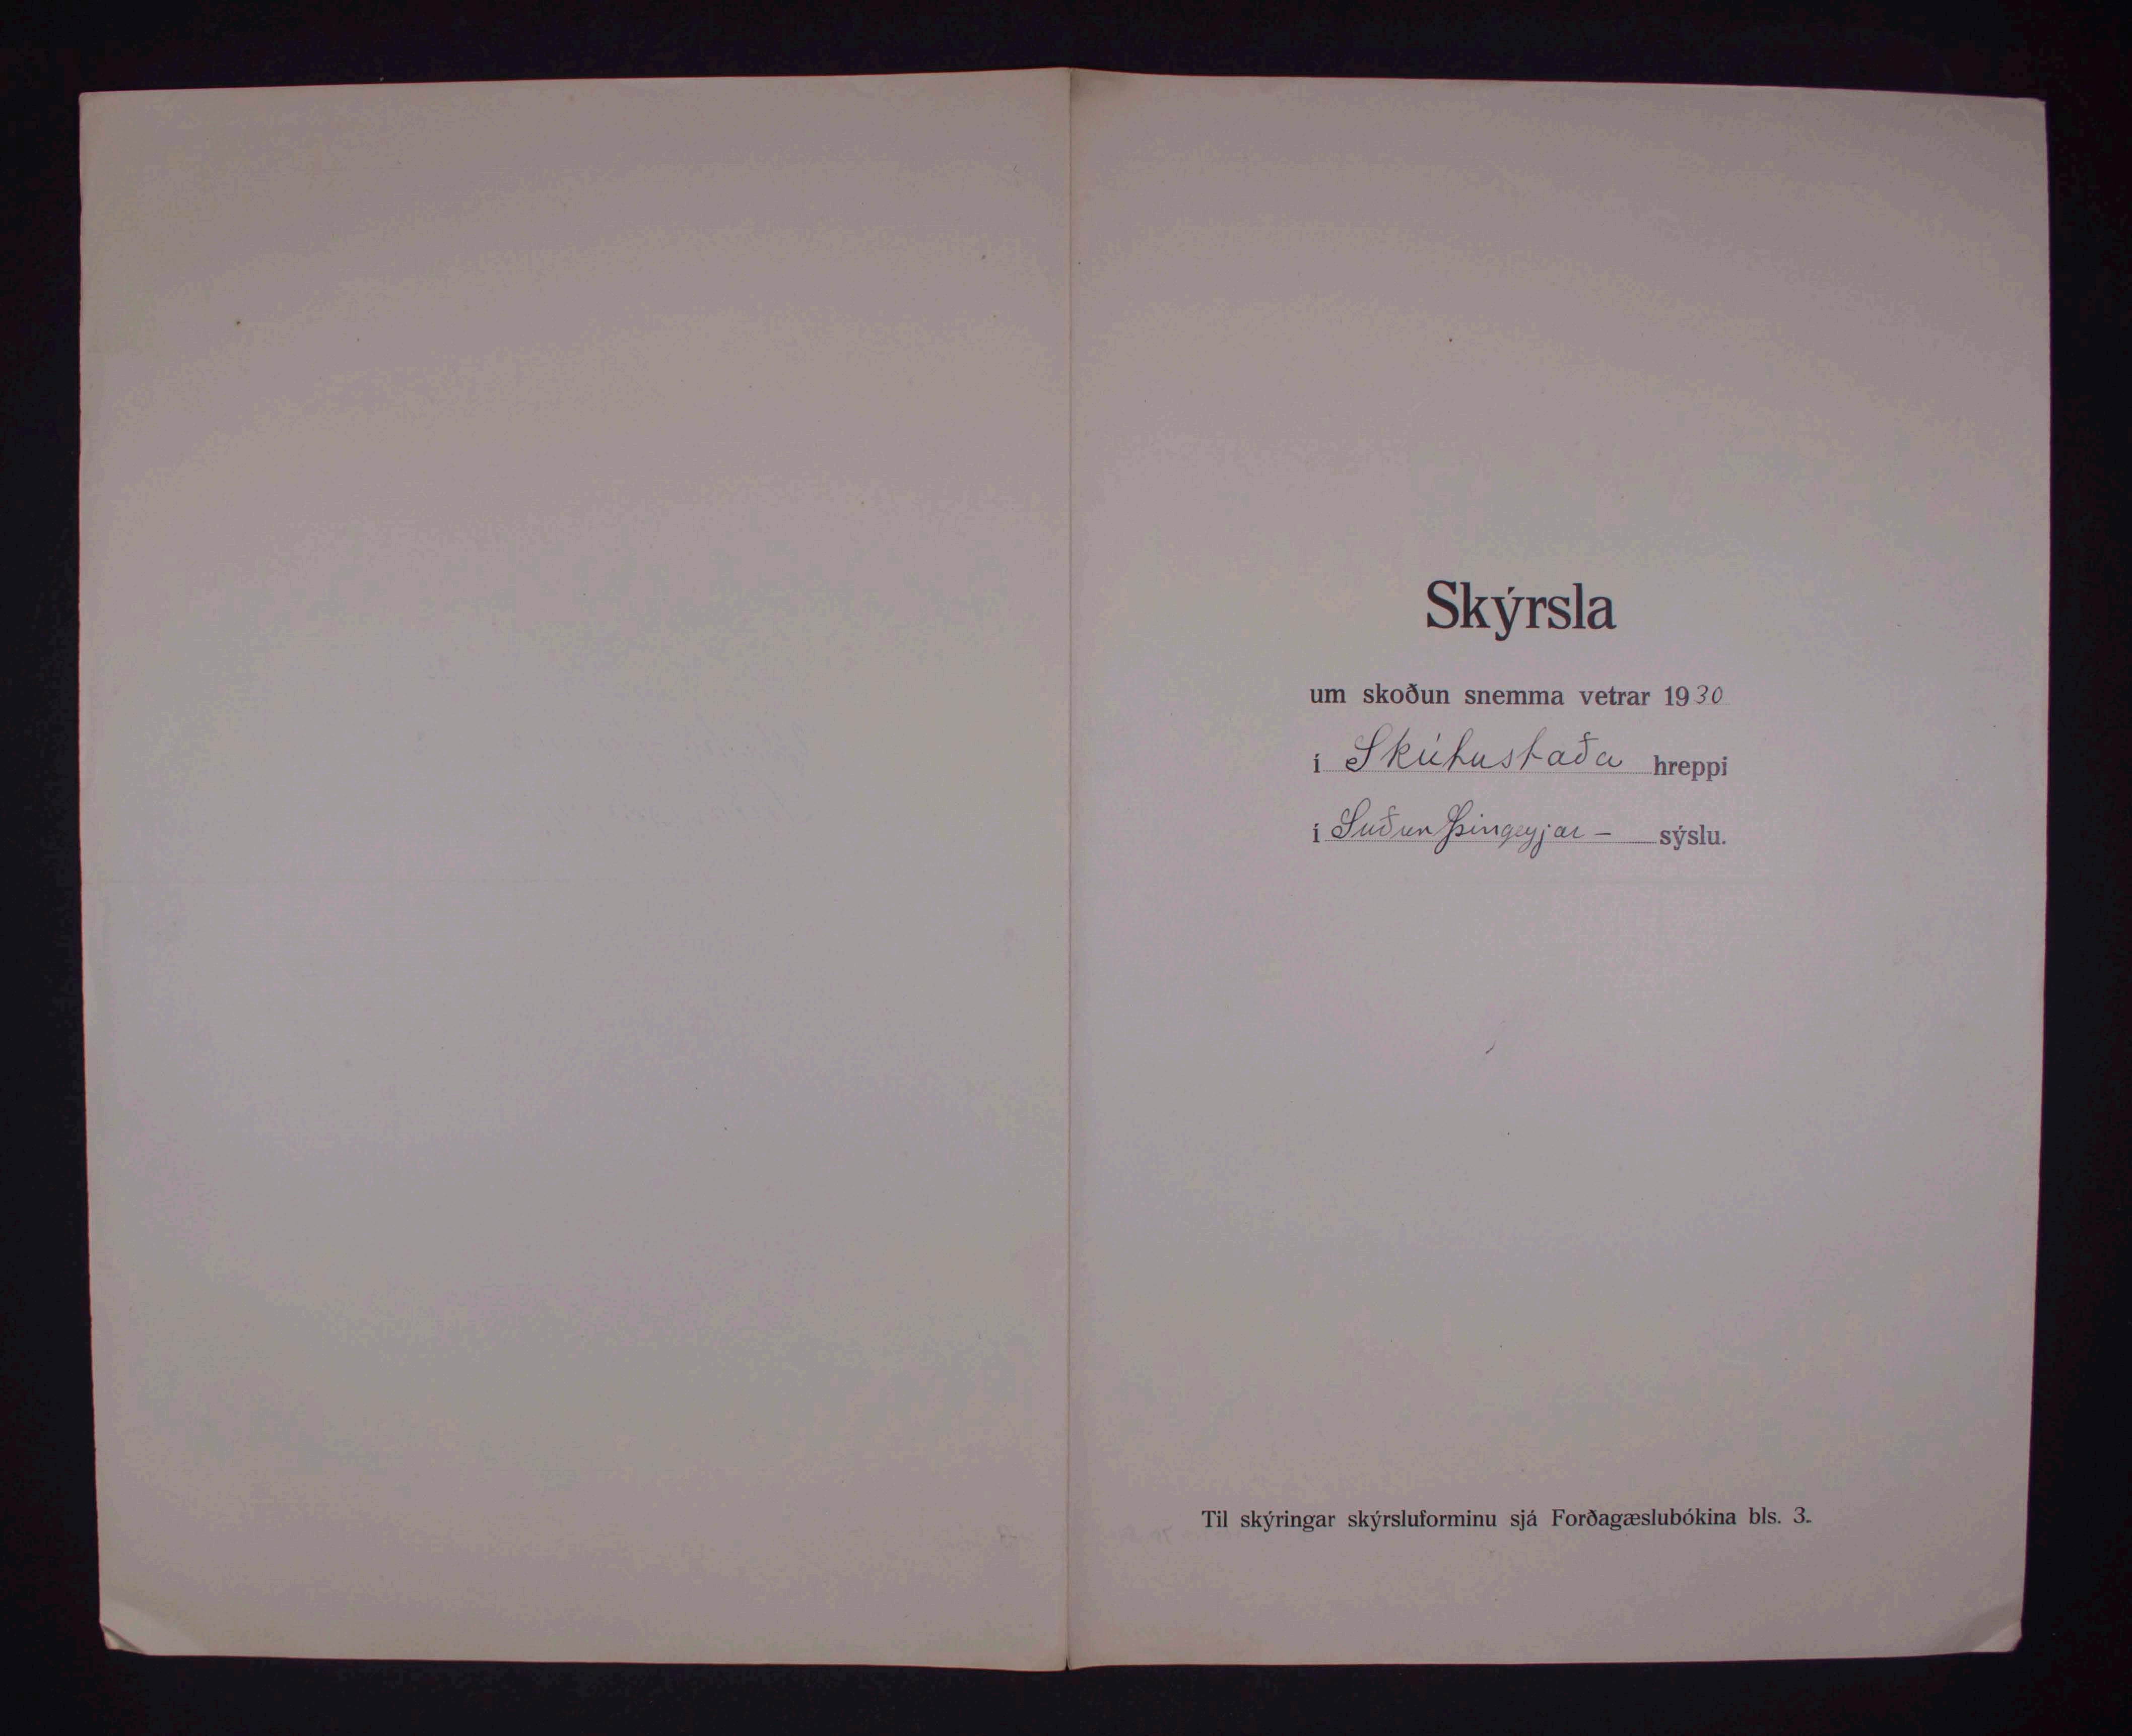 Skýrsla
um skoðun snemma vetrar 1930
í Skútustaða hreppi
í Suður Þingeyjar - sýslu.
Til skýringar skýrsluforminu sjá Forðagæslubókina bls. 3.